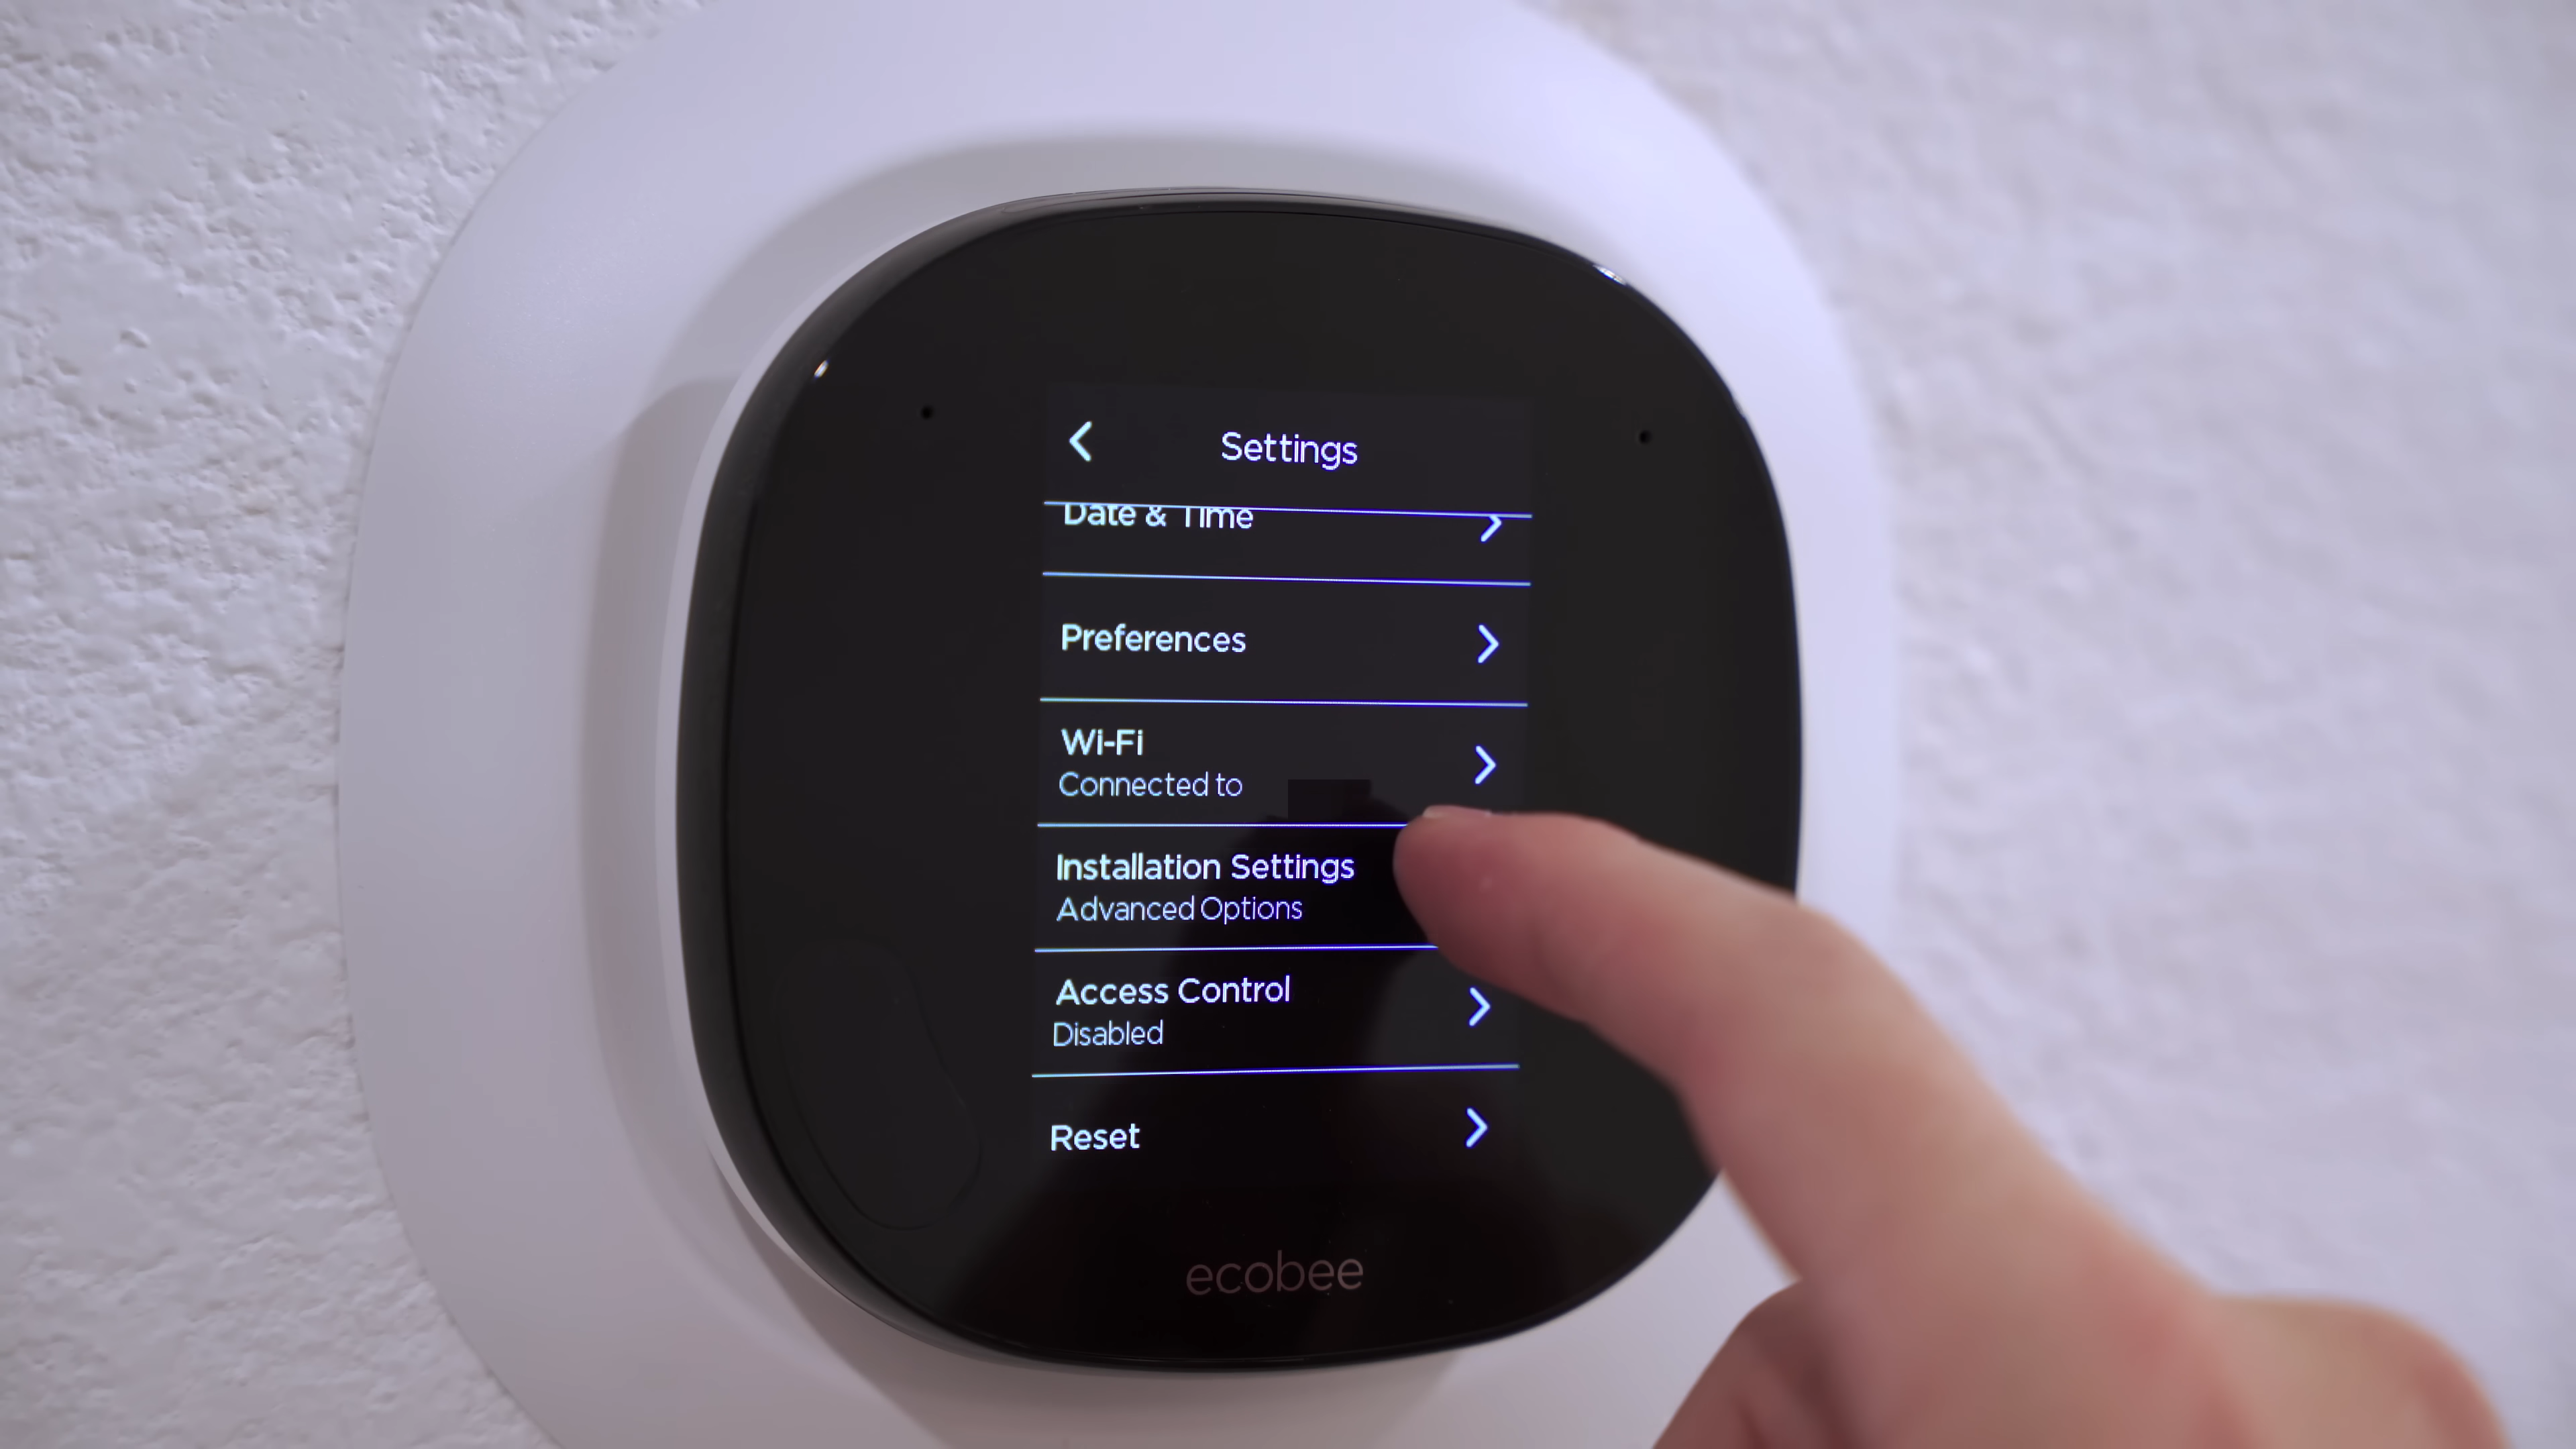 Settings
Date & Time
Preferences
Wi-Fi
Connected to
Installation Settings
Advanced Options
Access Control
Disabled
Reset
ecobee